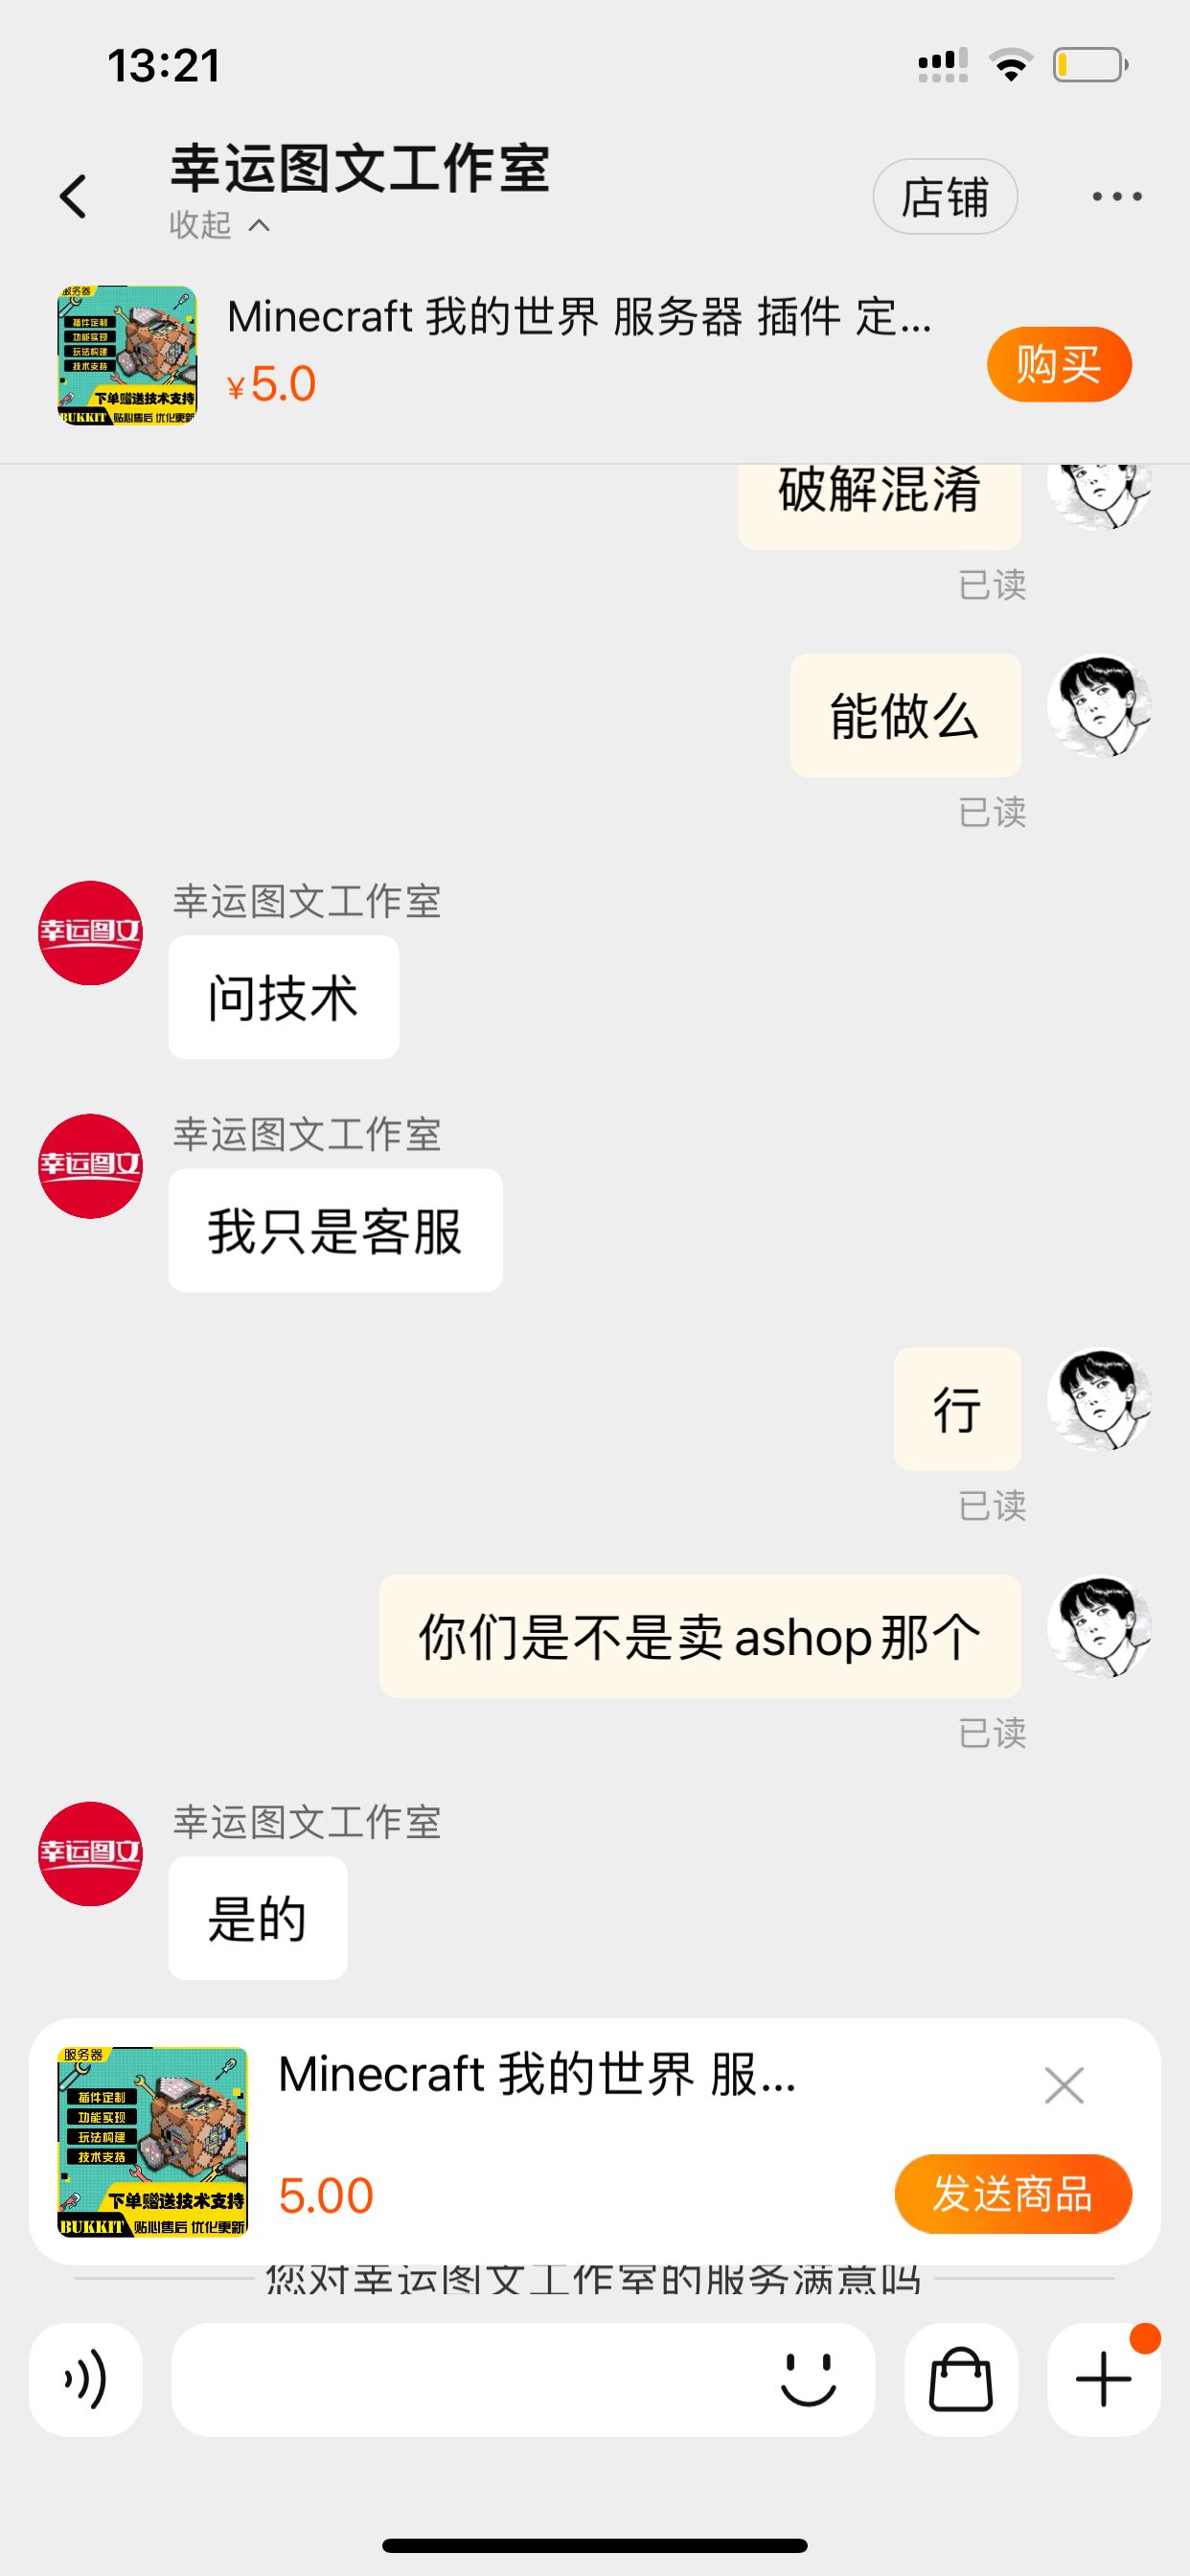 13:21
幸运图文工作室
收起
店铺
服务器
插件定制
功能实现
玩法构建
技术支持
下单赠送技术支持
BUKKIT 贴心售后 优化更新
Minecraft 我的世界 服务器 插件 定...
¥5.0
购买
破解混淆
已读
能做么
已读
幸运图文
幸运图文工作室
问技术
幸运图文
幸运图文工作室
我只是客服
行
已读
你们是不是卖ashop那个
已读
幸运图文
幸运图文工作室
是的
服务器
插件定制
功能实现
玩法构建
技术支持
下单赠送技术支持
BUKKIT 贴心售后 优化更新
Minecraft 我的世界 服...
5.00
发送商品
您对幸运图文工作室的服务满意吗